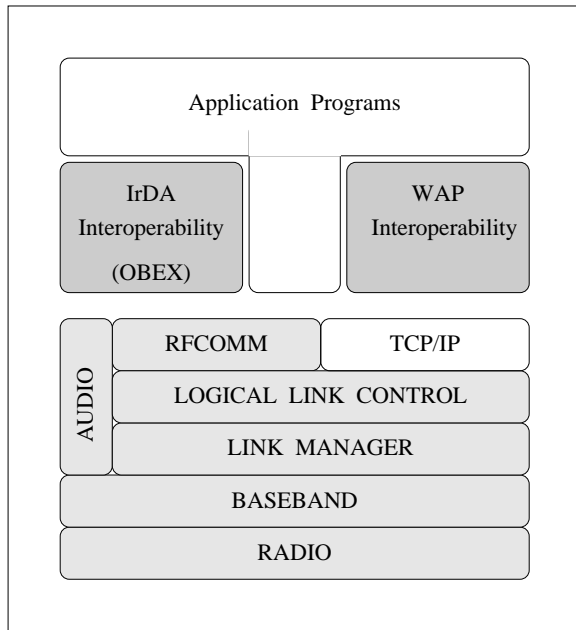 Application Programs
IrDA
Interoperability
(OBEX)
WAP
Interoperability
AUDIO
RFCOMM
TCP/IP
LOGICAL LINK CONTROL
LINK MANAGER
BASEBAND
RADIO